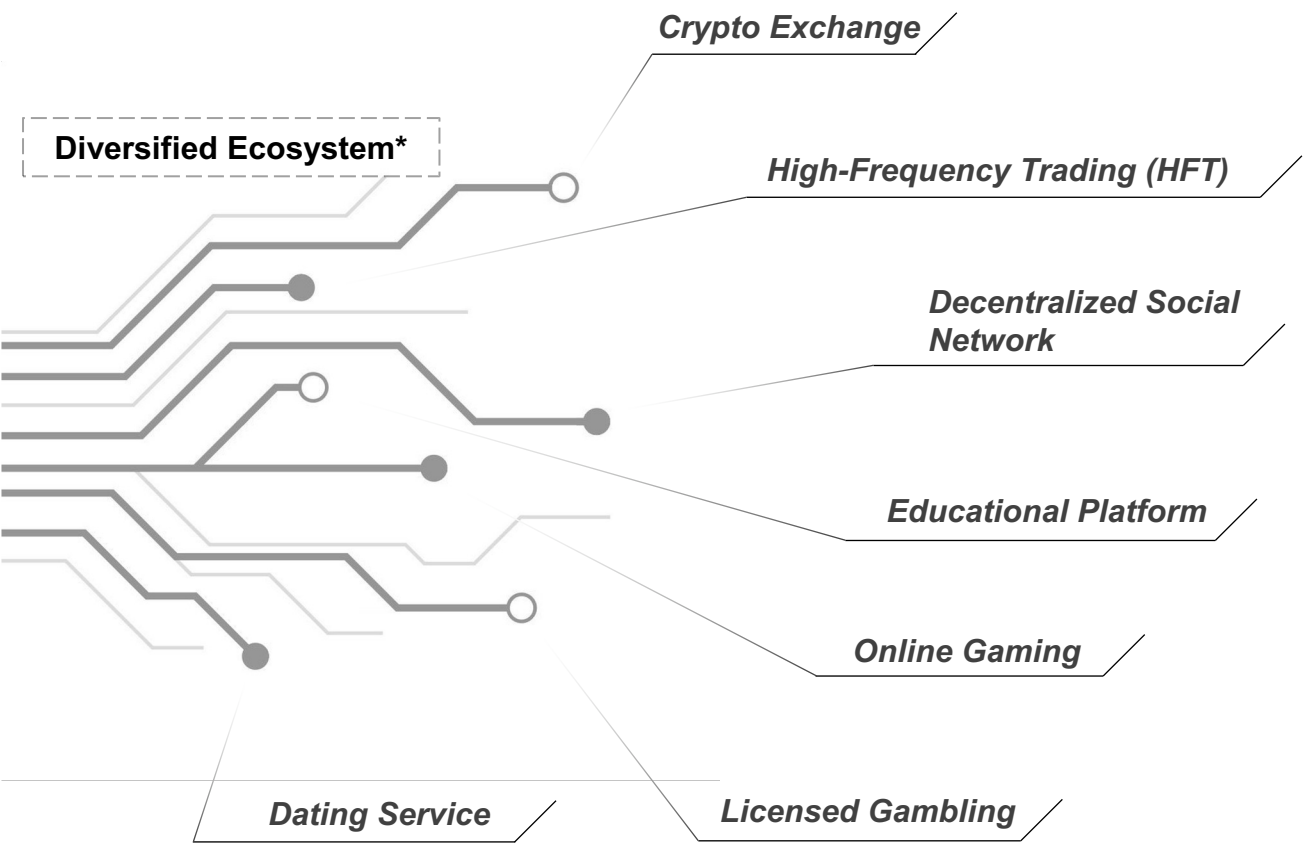 Crypto Exchange
Diversified Ecosystem*
High-Frequency Trading (HFT)
Decentralized Social
Network
Educational Platform
Online Gaming
Dating Service
Licensed Gambling